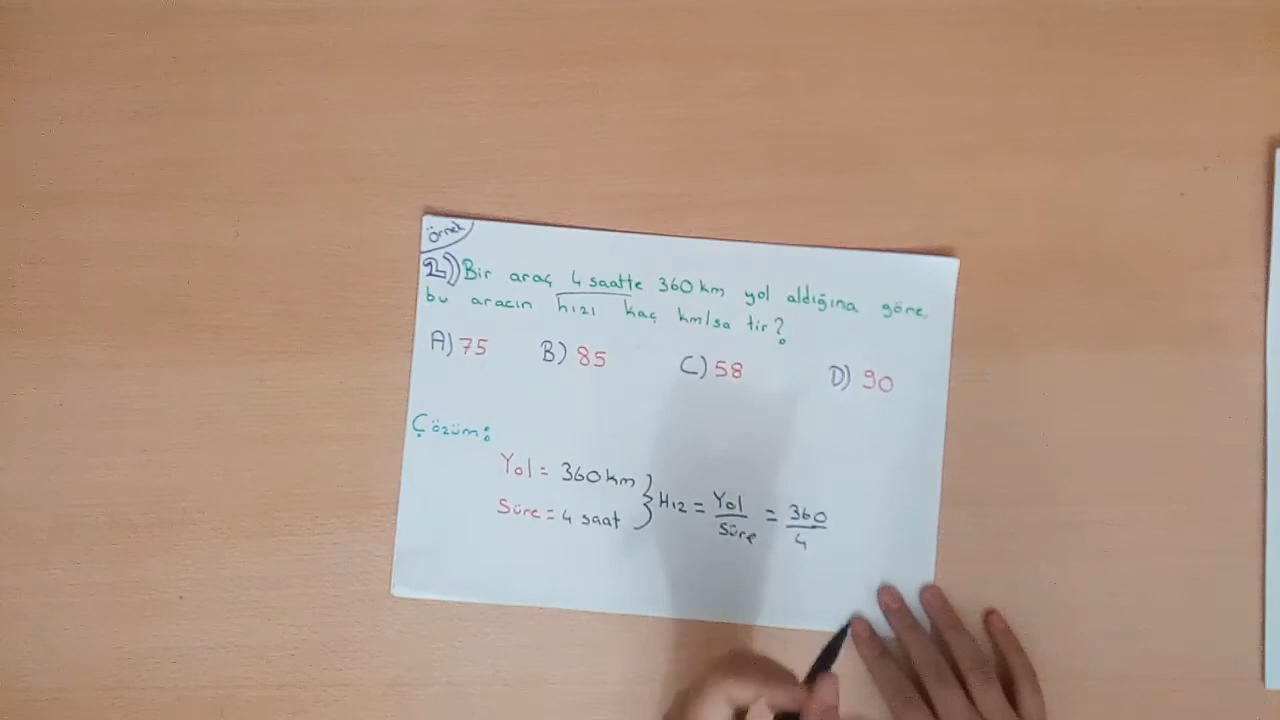 Örnek
2) Bir araç 4 saatte 360 km yol aldığına göre,
bu aracın hızı kaç km/sa tir?
A) 75 B) 85 C) 58 D) 90
Çözüm:
Yol = 360 km
Süre = 4 saat
Hız = Yol / Süre = 360 / 4